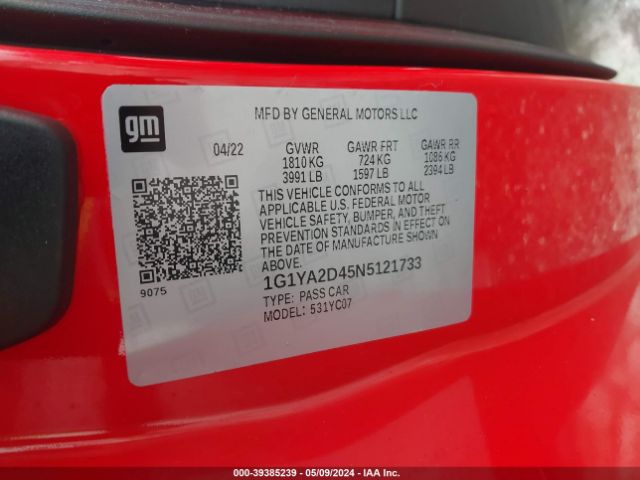 gm
MFD BY GENERAL MOTORS LLC
04/22 GVWR GAWR FRT GAWR RR
1810 KG 724 KG 1086 KG
3991 LB 1597 LB 2394 LB
THIS VEHICLE CONFORMS TO ALL
APPLICABLE U.S. FEDERAL MOTOR
VEHICLE SAFETY, BUMPER, AND THEFT
PREVENTION STANDARDS IN EFFECT ON
THE DATE OF MANUFACTURE SHOWN
ABOVE.
9075
1G1YA2D45N5121733
TYPE: PASS CAR
MODEL: 531YC07
000-39385239 - 05/09/2024 - IAA Inc.